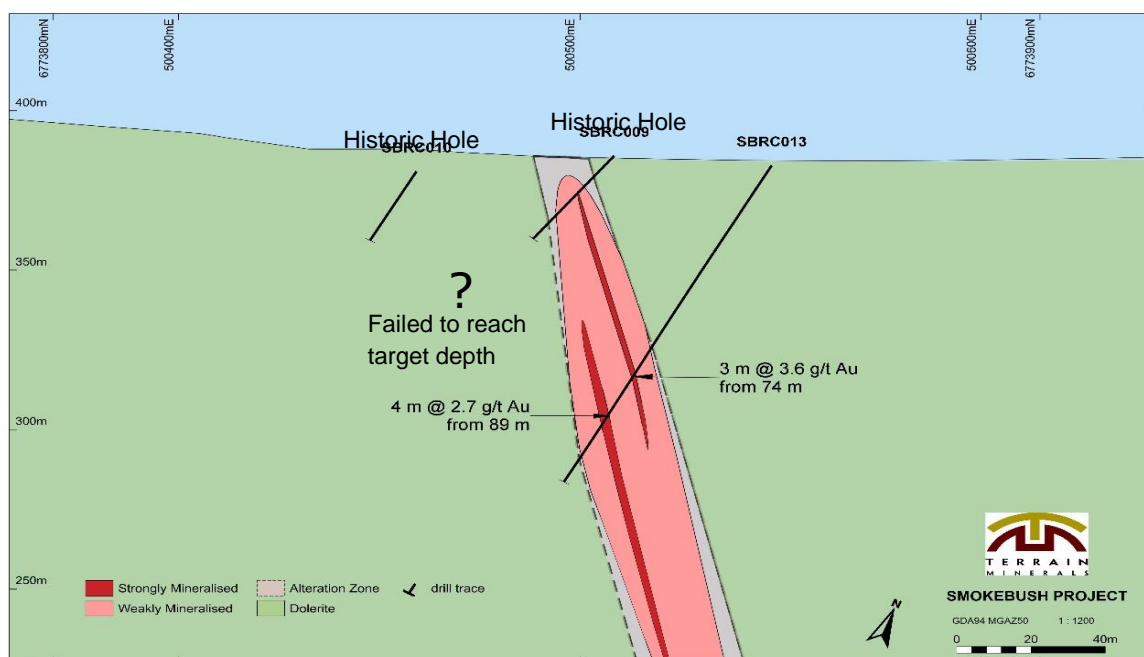 6773800mN
500400mE
500500mE
500600mE
6773900mN
400m
Historic Hole
SBRC010
Historic Hole
SBRC009
SBRC013
350m
?
Failed to reach
target depth
3 m @ 3.6 g/t Au
from 74 m
4 m @ 2.7 g/t Au
from 89 m
300m
250m
Strongly Mineralised
Alteration Zone
drill trace
Weakly Mineralised
Dolerite
N
TERRAIN
MINERALS
SMOKEBUSH PROJECT
GDA94 MGAZ50 1 : 1200
0 20 40m